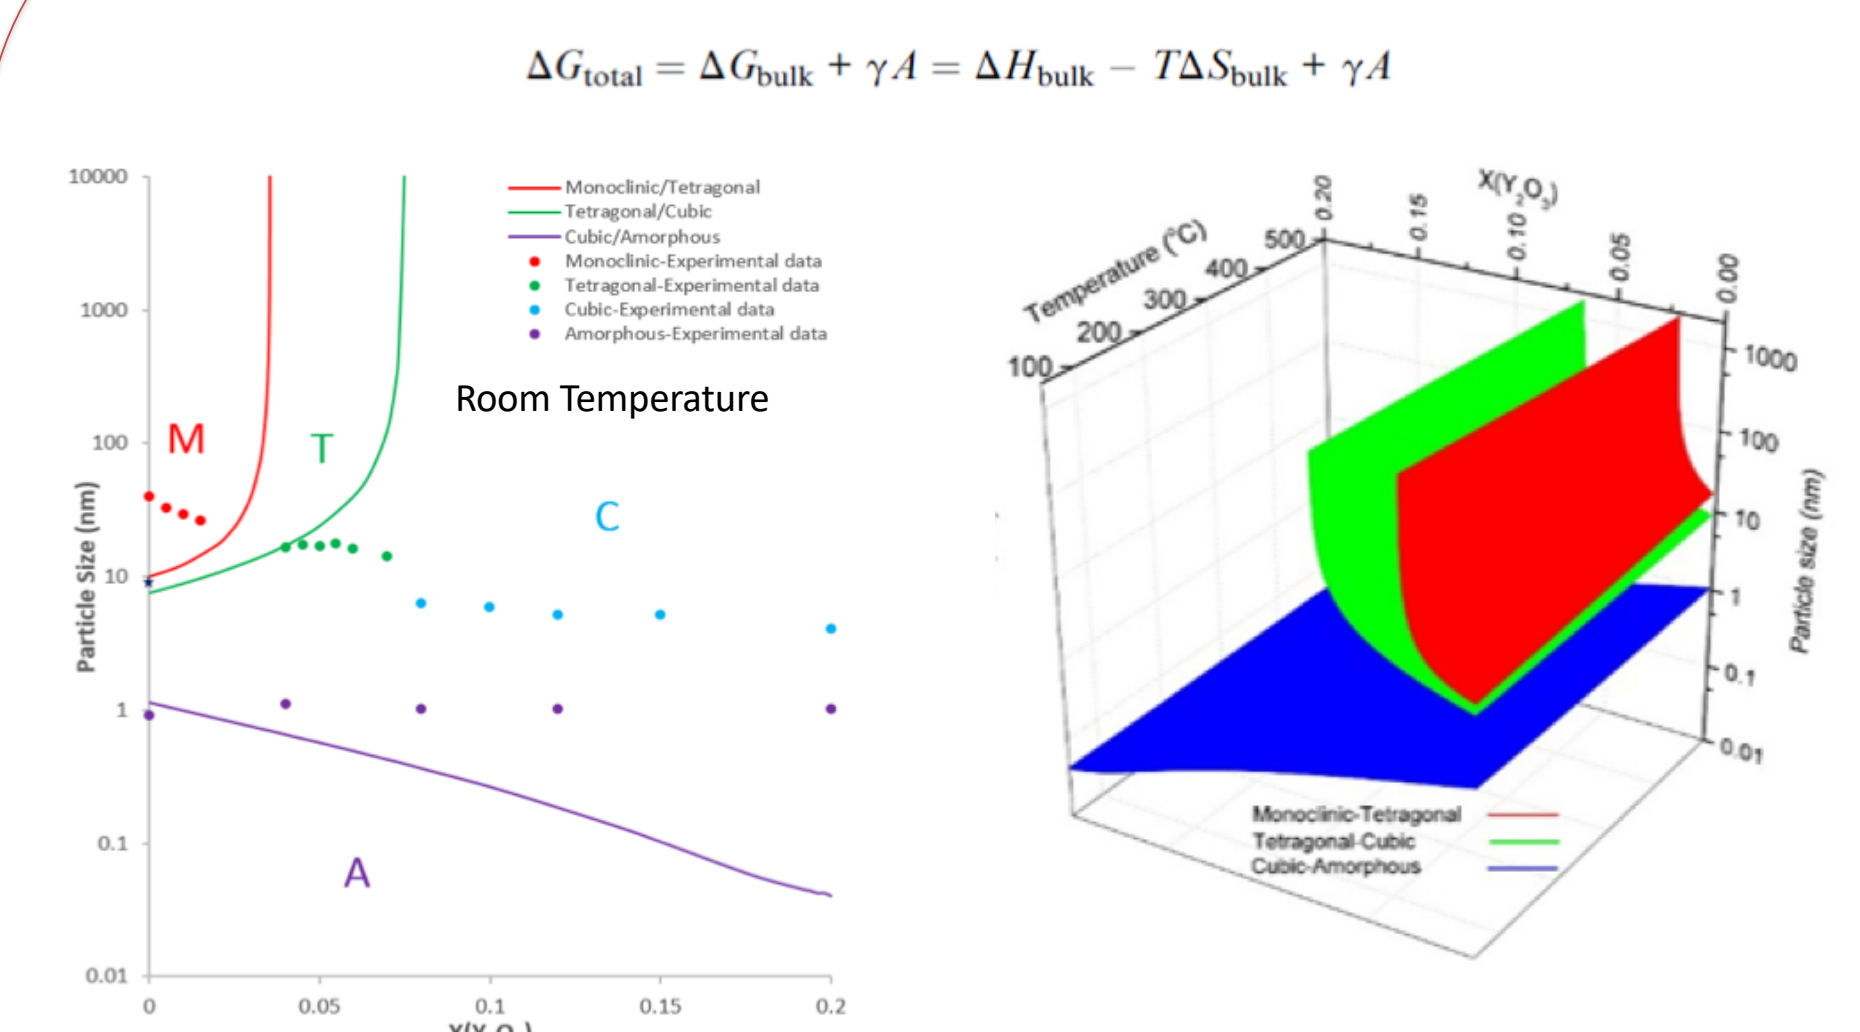 ΔG_total = ΔG_bulk + γA = ΔH_bulk − TΔS_bulk + γA
10000
1000
100
10
1
0.1
0.01
Particle Size (nm)
0
0.05
0.1
0.15
0.2
Monoclinic/Tetragonal
Tetragonal/Cubic
Cubic/Amorphous
Monoclinic-Experimental data
Tetragonal-Experimental data
Cubic-Experimental data
Amorphous-Experimental data
Room Temperature
M
T
C
A
X(Y₂O₃)
0.20
0.15
0.10
0.05
0.00
Temperature (°C)
500
400
300
200
100
1000
100
10
1
0.1
0.01
Particle size (nm)
Monoclinic-Tetragonal
Tetragonal-Cubic
Cubic-Amorphous